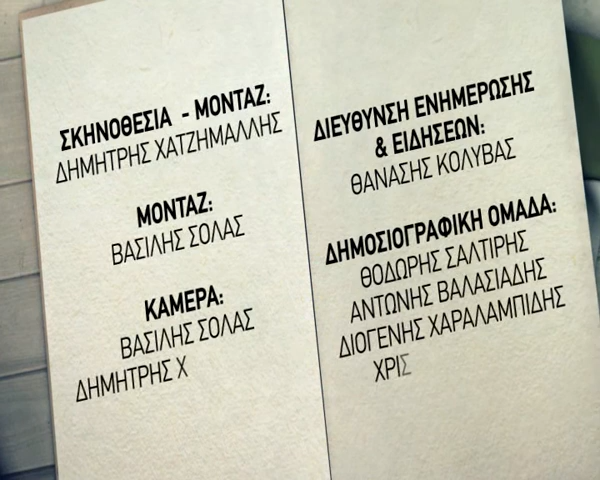 ΣΚΗΝΟΘΕΣΙΑ - ΜΟΝΤΑΖ:
ΔΗΜΗΤΡΗΣ ΧΑΤΖΗΜΑΛΛΗΣ
ΜΟΝΤΑΖ:
ΒΑΣΙΛΗΣ ΣΟΛΑΣ
ΚΑΜΕΡΑ:
ΒΑΣΙΛΗΣ ΣΟΛΑΣ
ΔΗΜΗΤΡΗΣ Χ
ΔΙΕΥΘΥΝΣΗ ΕΝΗΜΕΡΩΣΗΣ
& ΕΙΔΗΣΕΩΝ:
ΘΑΝΑΣΗΣ ΚΟΛΥΒΑΣ
ΔΗΜΟΣΙΟΓΡΑΦΙΚΗ ΟΜΑΔΑ:
ΘΟΔΩΡΗΣ ΣΑΛΤΙΡΗΣ
ΑΝΤΩΝΗΣ ΒΑΛΑΣΙΑΔΗΣ
ΔΙΟΓΕΝΗΣ ΧΑΡΑΛΑΜΠΙΔΗΣ
ΧΡΙΣ